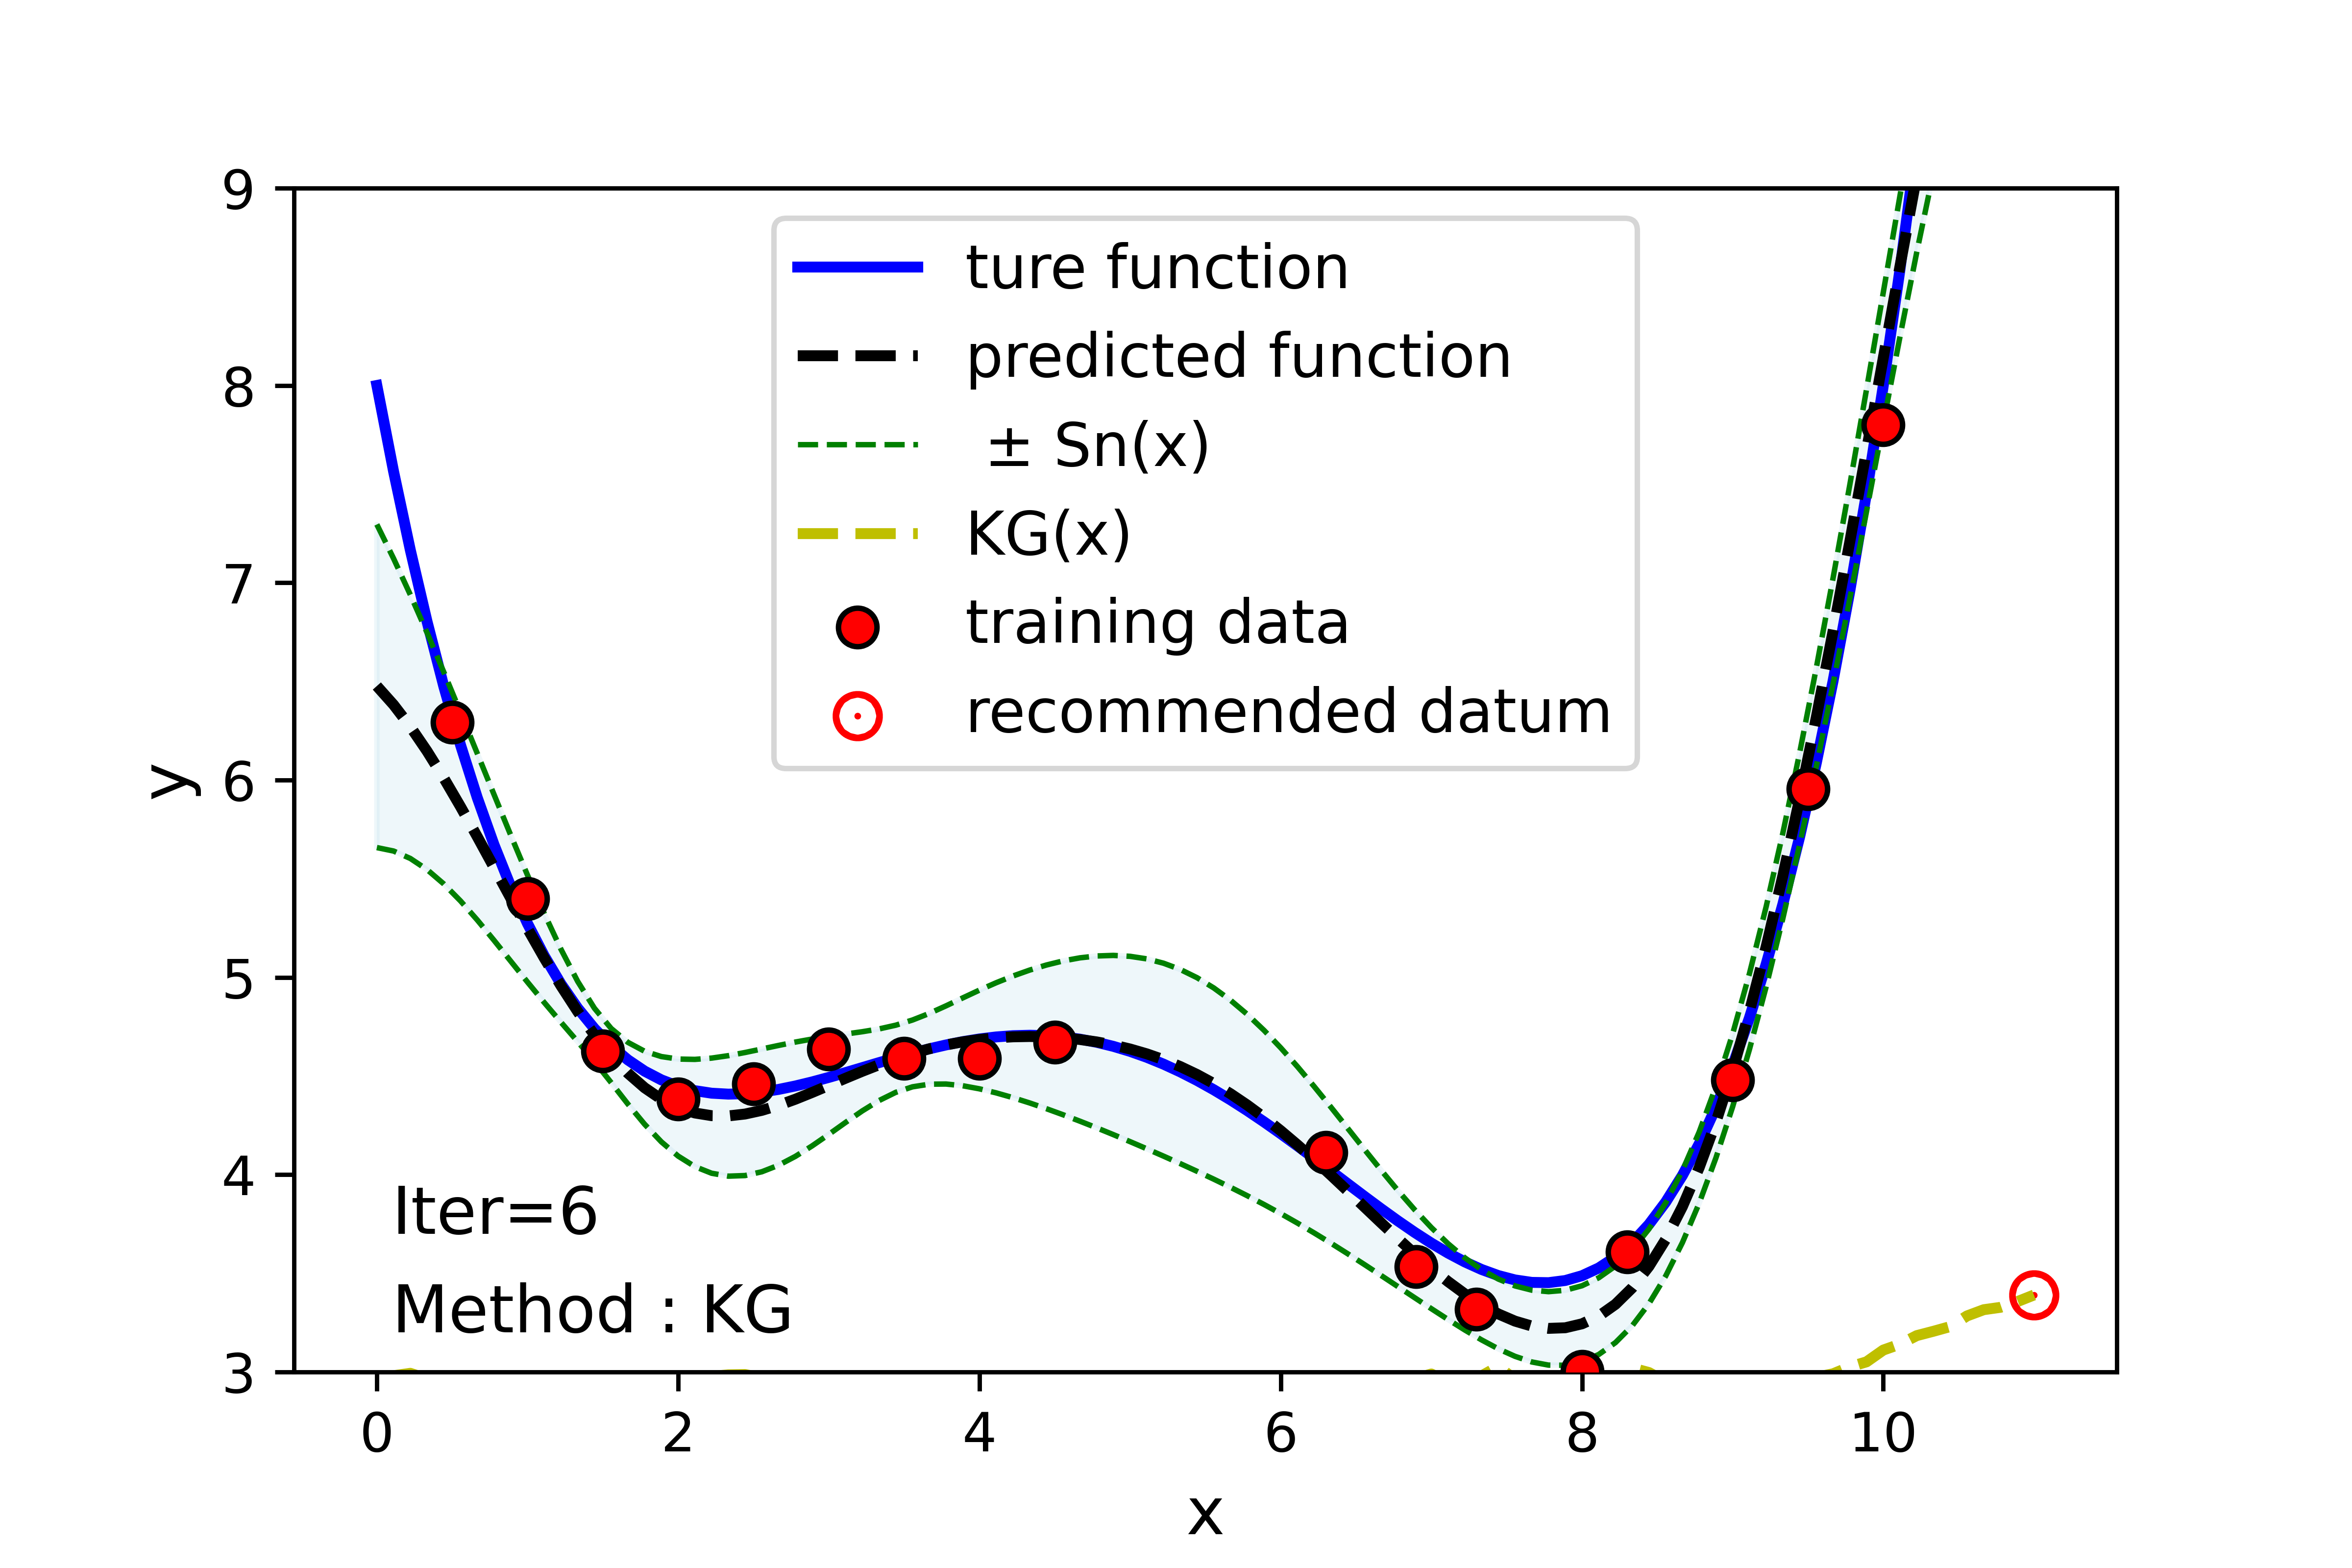 9
8
7
6
5
4
3
y
ture function
predicted function
± Sn(x)
KG(x)
training data
recommended datum
Iter=6
Method : KG
0 2 4 6 8 10
x